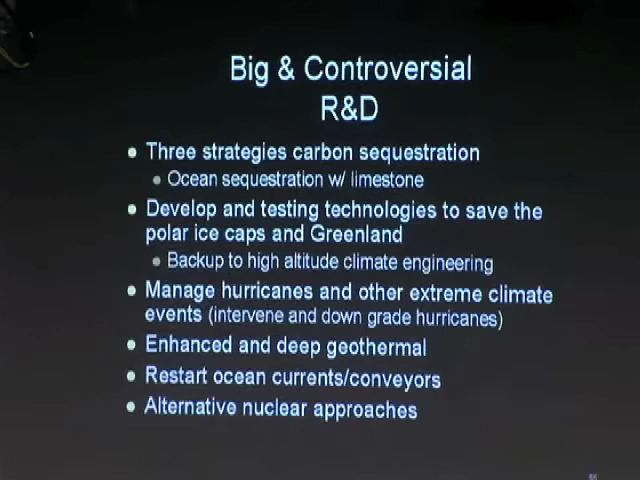 Big & Controversial
R&D
Three strategies carbon sequestration
Ocean sequestration w/ limestone
Develop and testing technologies to save the
polar ice caps and Greenland
Backup to high altitude climate engineering
Manage hurricanes and other extreme climate
events (intervene and down grade hurricanes)
Enhanced and deep geothermal
Restart ocean currents/conveyors
Alternative nuclear approaches